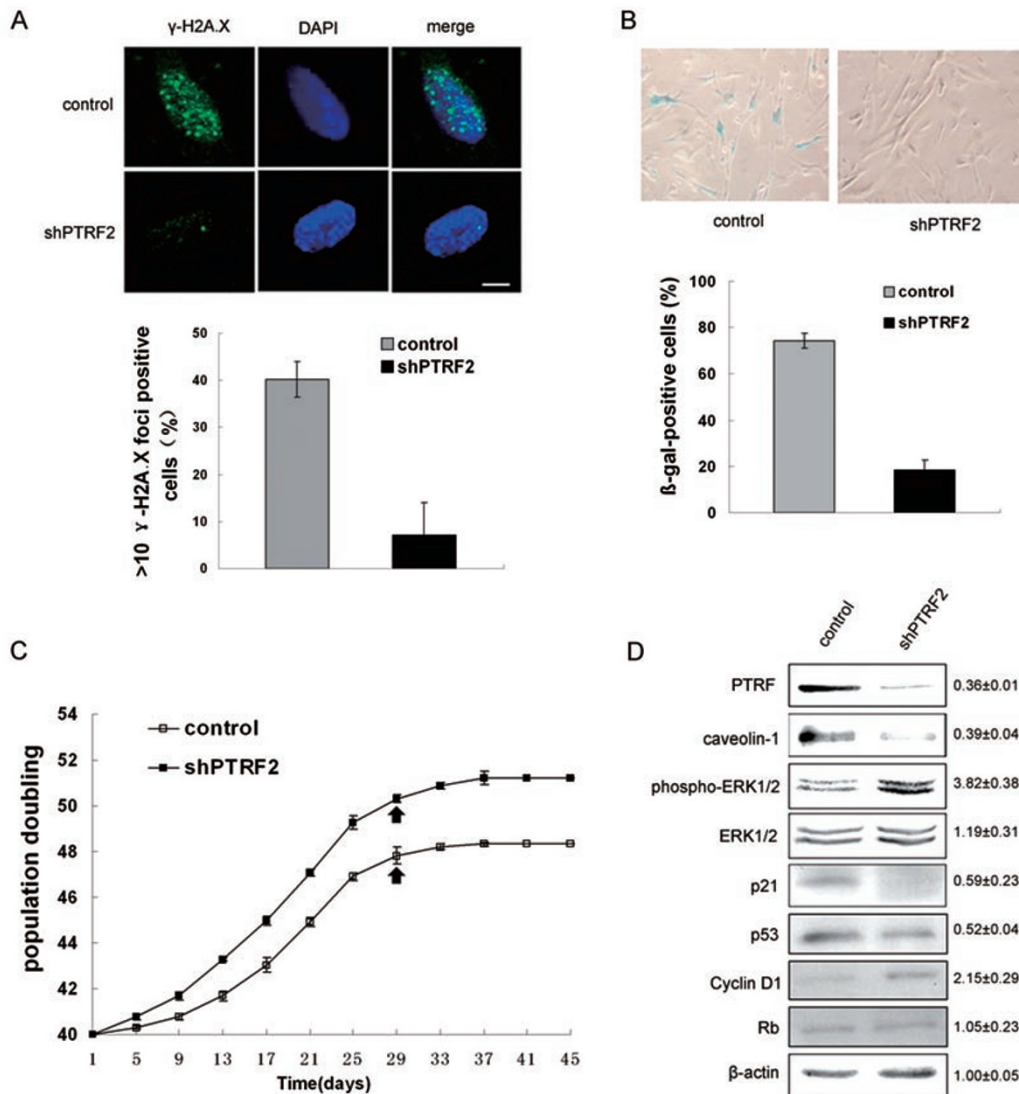 A
γ-H2A.X DAPI merge
control
shPTRF2
>10 γ-H2A.X foci positive
cells (%)
50
40
30
20
10
0
control
shPTRF2
B
control shPTRF2
ß-gal-positive cells (%)
100
80
60
40
20
0
control
shPTRF2
C
population doubling
54
52
50
48
46
44
42
40
control
shPTRF2
1 5 9 13 17 21 25 29 33 37 41 45
Time(days)
D
control shPTRF2
PTRF 0.36±0.01
caveolin-1 0.39±0.04
phospho-ERK1/2 3.82±0.38
ERK1/2 1.19±0.31
p21 0.59±0.23
p53 0.52±0.04
Cyclin D1 2.15±0.29
Rb 1.05±0.23
β-actin 1.00±0.05